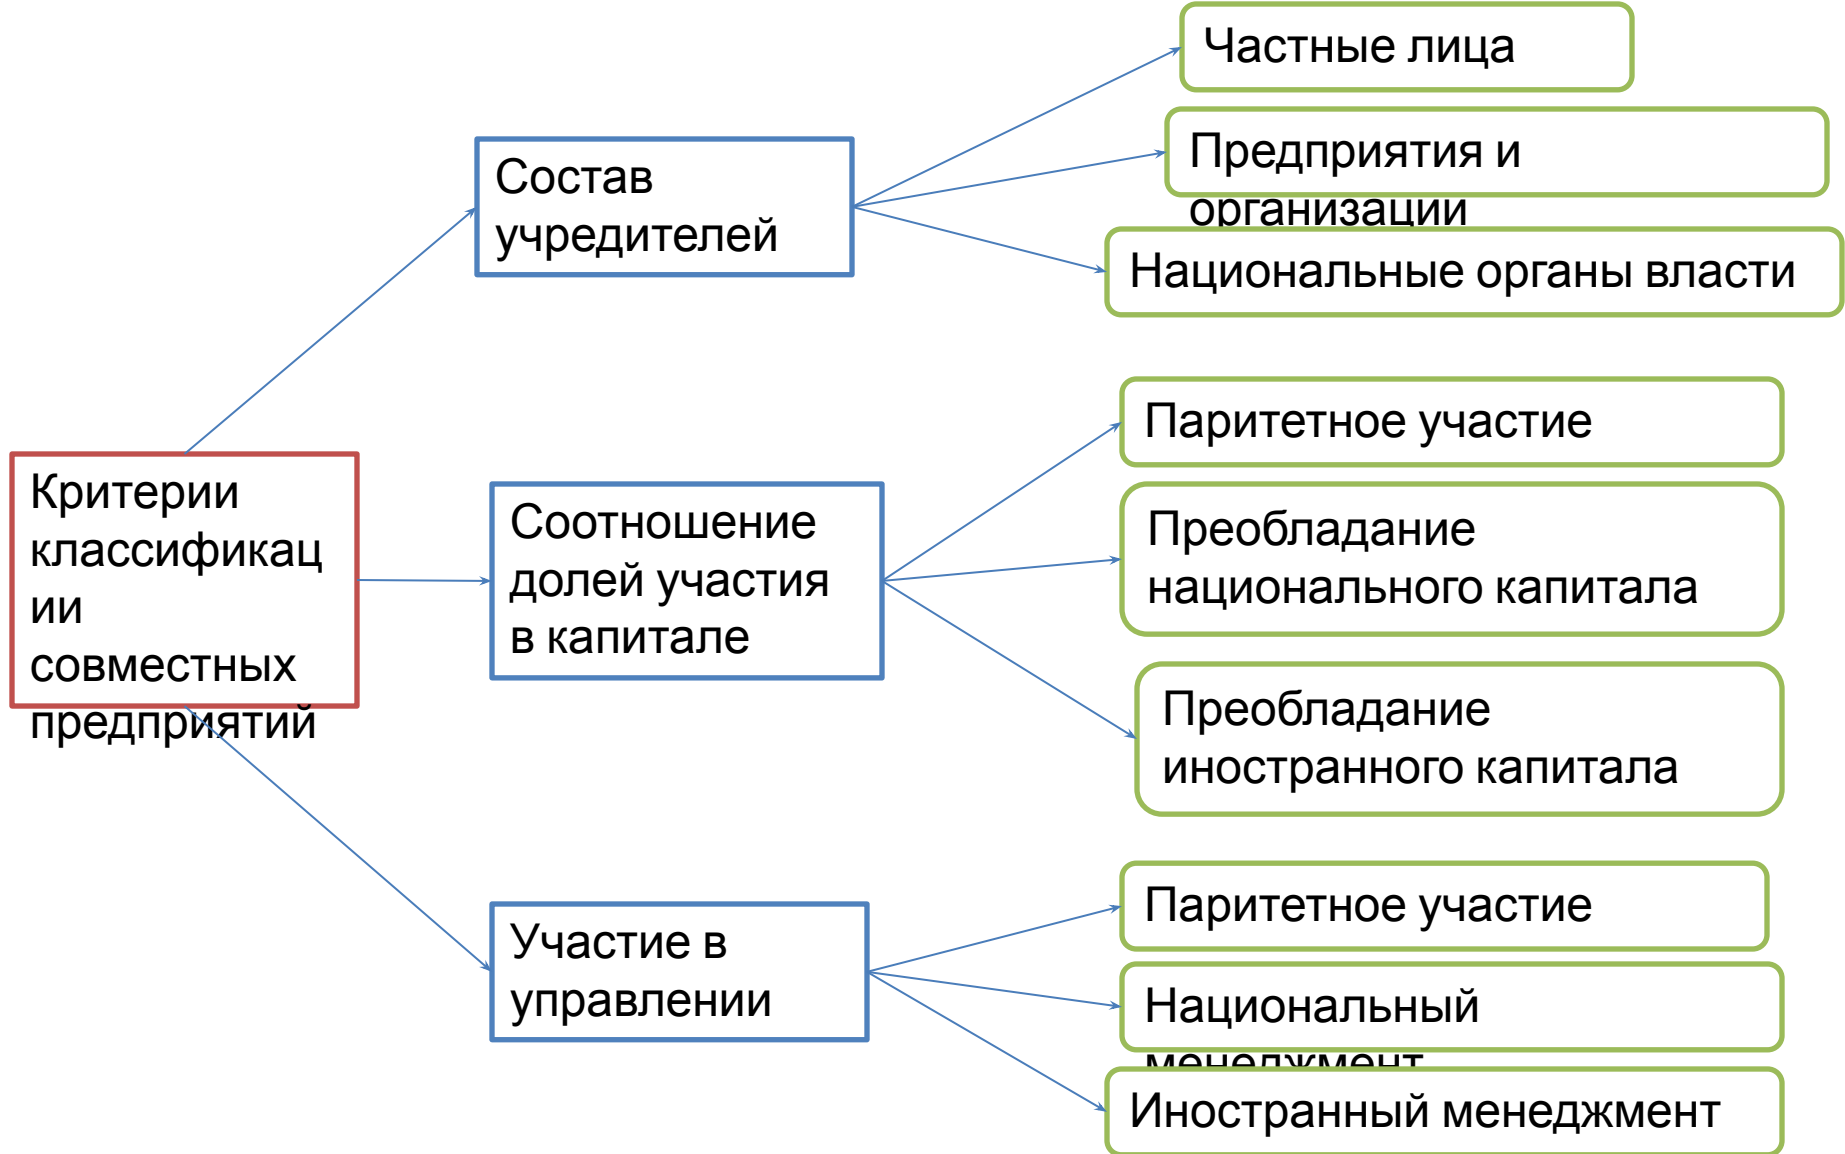 Критерии
классификац
ии
совместных
предприятий
Состав
учредителей
Частные лица
Предприятия и
организации
Национальные органы власти
Соотношение
долей участия
в капитале
Паритетное участие
Преобладание
национального капитала
Преобладание
иностранного капитала
Участие в
управлении
Паритетное участие
Национальный
менеджмент
Иностранный менеджмент